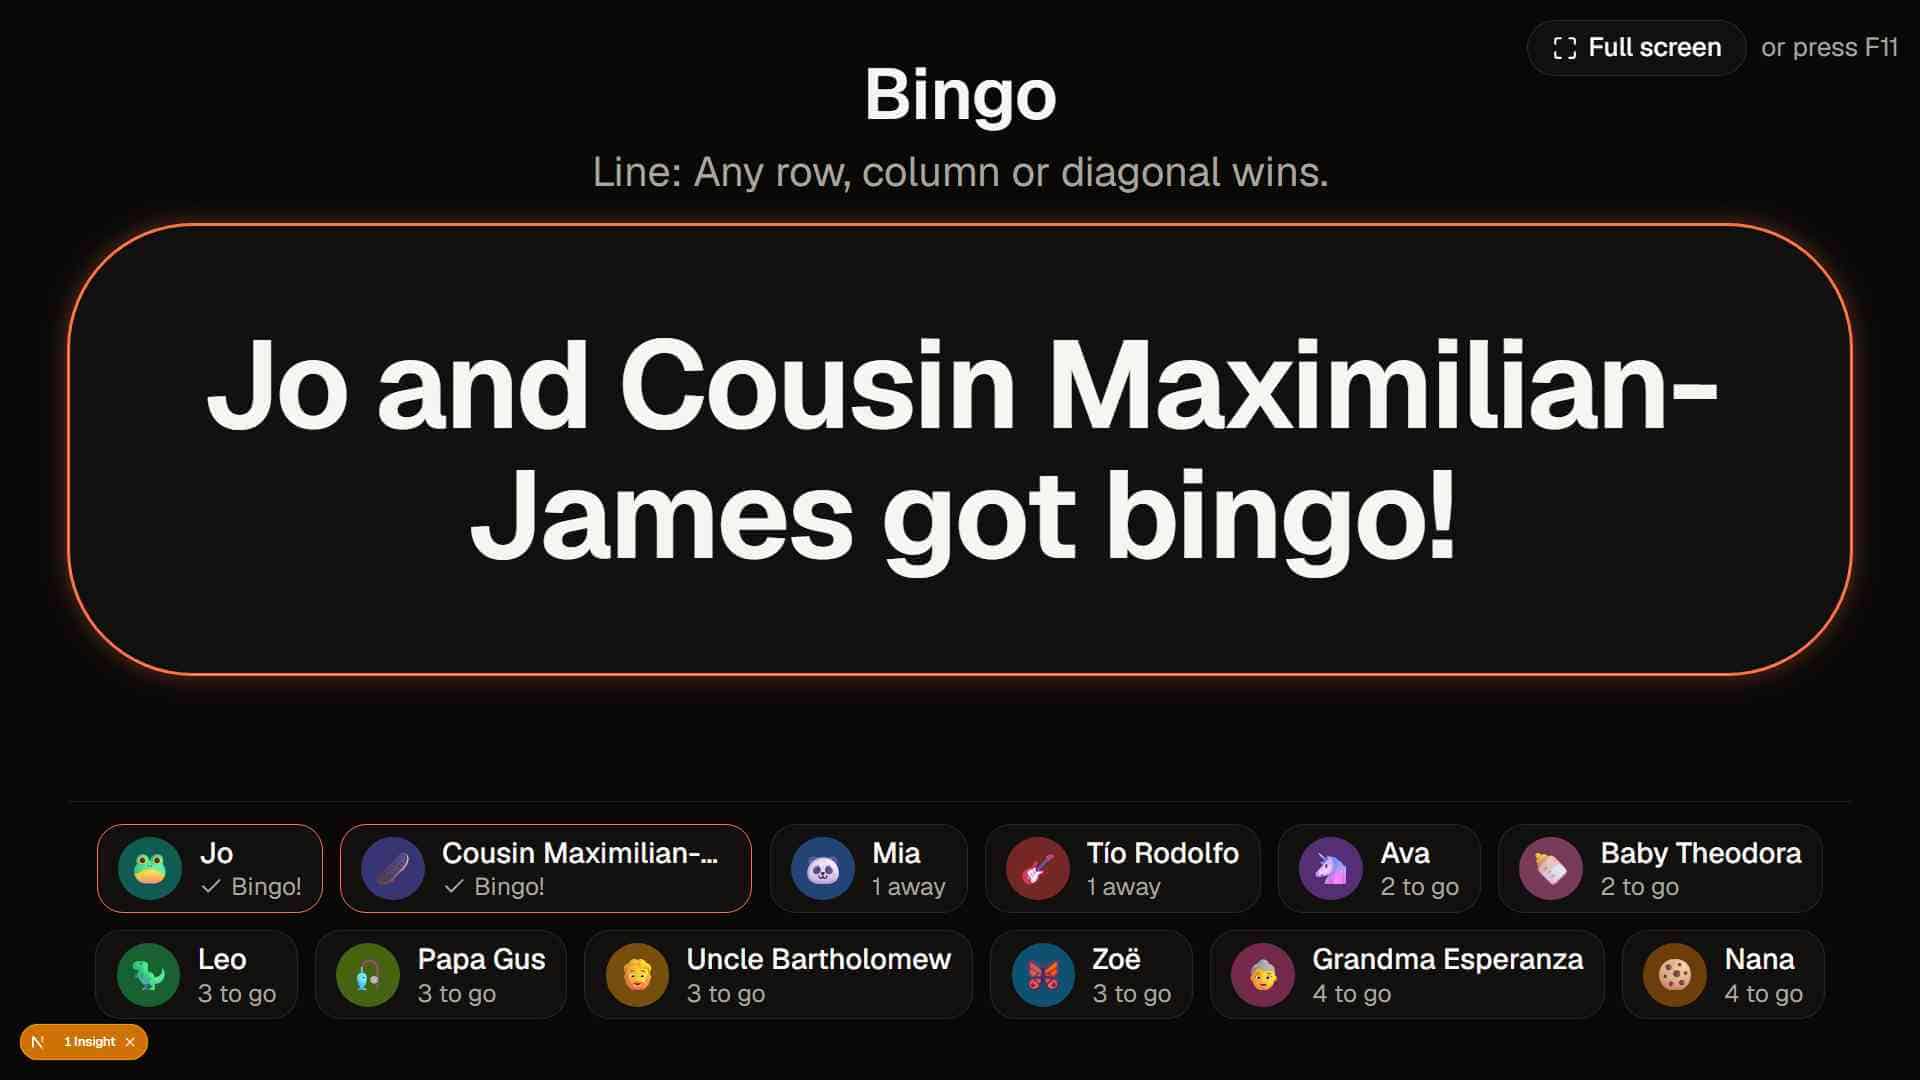 Full screen or press F11
Bingo
Line: Any row, column or diagonal wins.
Jo and Cousin Maximilian-
James got bingo!
Jo
Bingo!
Cousin Maximilian-...
Bingo!
Mia
1 away
Tío Rodolfo
1 away
Ava
2 to go
Baby Theodora
2 to go
Leo
3 to go
Papa Gus
3 to go
Uncle Bartholomew
3 to go
Zoë
3 to go
Grandma Esperanza
4 to go
Nana
4 to go
N 1 Insight